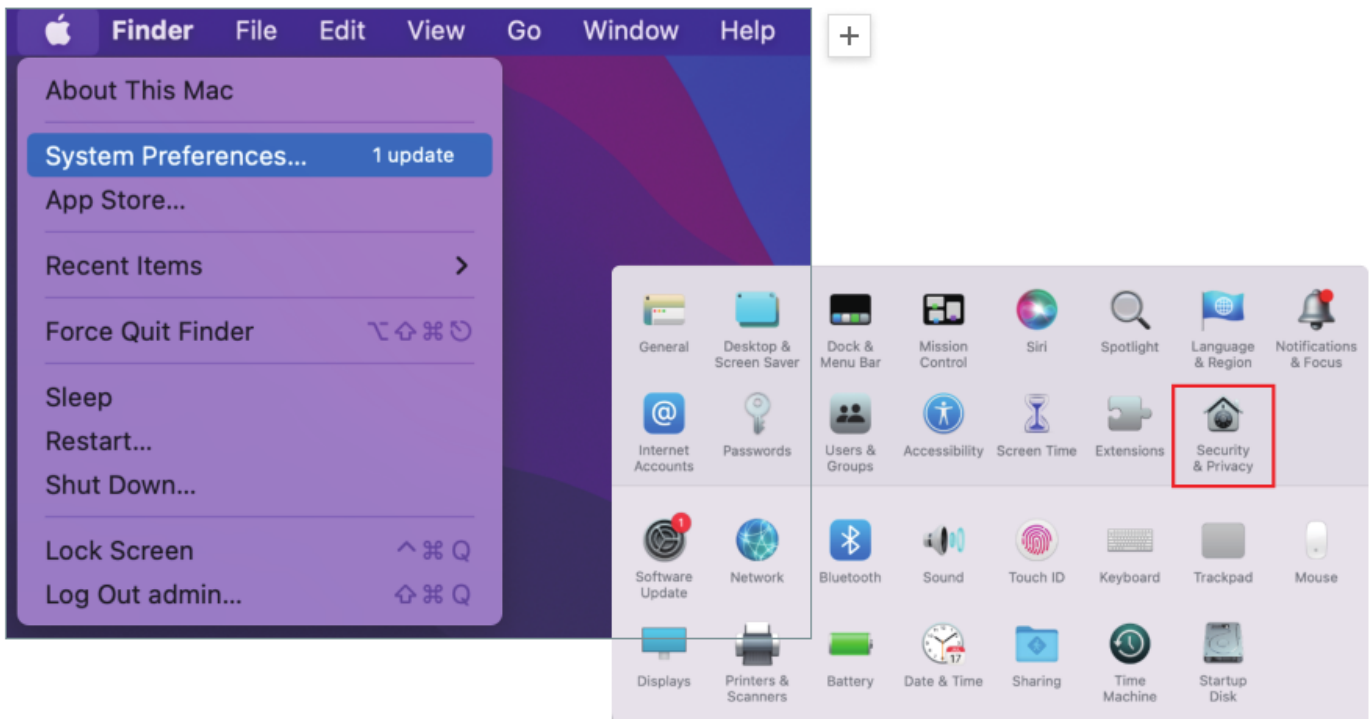 Finder File Edit View Go Window Help
About This Mac
System Preferences... 1 update
App Store...
Recent Items
Force Quit Finder ⌥⇧⌘⎋
Sleep
Restart...
Shut Down...
Lock Screen ^⌘Q
Log Out admin... ⇧⌘Q
General
Desktop &
Screen Saver
Dock &
Menu Bar
Mission
Control
Siri
Spotlight
Language
& Region
Notifications
& Focus
Internet
Accounts
Passwords
Users &
Groups
Accessibility
Screen Time
Extensions
Security
& Privacy
1
Software
Update
Network
Bluetooth
Sound
Touch ID
Keyboard
Trackpad
Mouse
Displays
Printers &
Scanners
Battery
JUL
17
Date & Time
Sharing
Time
Machine
Startup
Disk